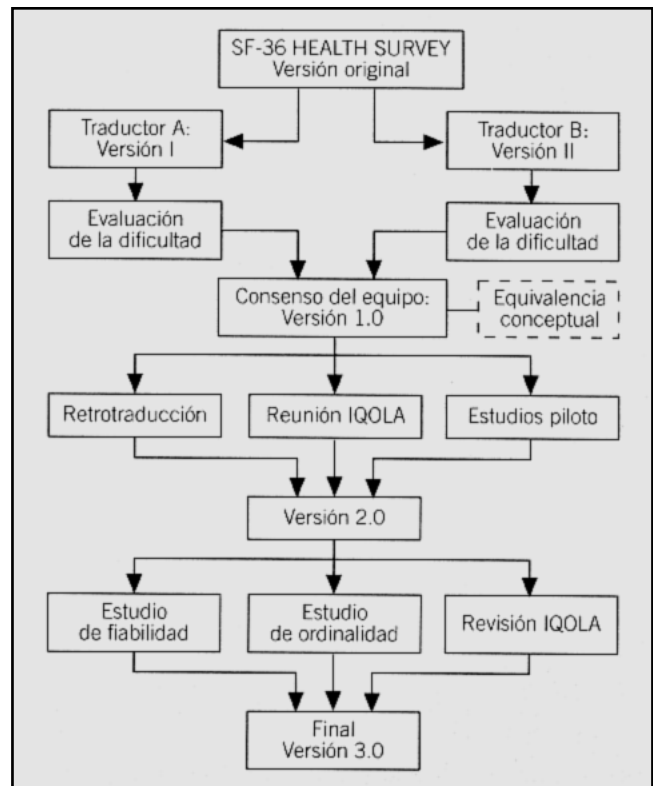 SF-36 HEALTH SURVEY
Versión original
Traductor A:
Versión I
Traductor B:
Versión II
Evaluación
de la dificultad
Evaluación
de la dificultad
Consenso del equipo:
Versión 1.0
Equivalencia
conceptual
Retrotraducción
Reunión IQOLA
Estudios piloto
Versión 2.0
Estudio
de fiabilidad
Estudio
de ordinalidad
Revisión IQOLA
Final
Versión 3.0